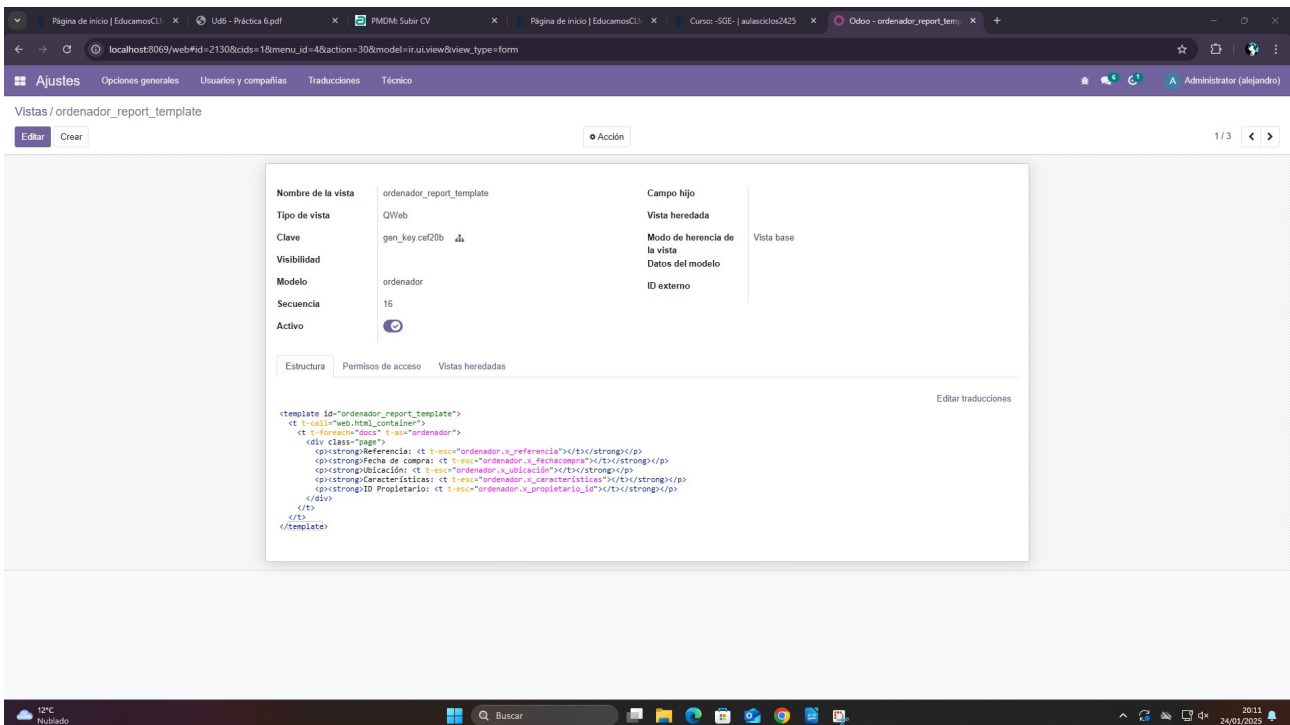 Página de inicio | EducamosCLM
Ud6 - Práctica 6.pdf
PMDM: Subir CV
Página de inicio | EducamosCLM
Curso: -SGE- | aulasciclos2425
Odoo - ordenador_report_temp
localhost:8069/web#id=2130&cids=1&menu_id=4&action=30&model=ir.ui.view&view_type=form
Ajustes Opciones generales Usuarios y compañías Traducciones Técnico 6 1 A Administrator (alejandro)
Vistas / ordenador_report_template
Editar Crear Acción 1 / 3
Nombre de la vista ordenador_report_template
Tipo de vista QWeb
Clave gen_key.cef20b
Visibilidad
Modelo ordenador
Secuencia 16
Activo
Campo hijo
Vista heredada
Modo de herencia de Vista base
la vista
Datos del modelo
ID externo
Estructura Permisos de acceso Vistas heredadas
Editar traducciones
<template id="ordenador_report_template">
<t t-call="web.html_container">
<t t-foreach="docs" t-as="ordenador">
<div class="page">
<p><strong>Referencia: <t t-esc="ordenador.x_referencia"></t></strong></p>
<p><strong>Fecha de compra: <t t-esc="ordenador.x_fechacompra"></t></strong></p>
<p><strong>Ubicación: <t t-esc="ordenador.x_ubicación"></t></strong></p>
<p><strong>Características: <t t-esc="ordenador.x_características"></t></strong></p>
<p><strong>ID Propietario: <t t-esc="ordenador.x_propietario_id"></t></strong></p>
</div>
</t>
</t>
</template>
12°C
Nublado
Buscar
20:11
24/01/2025